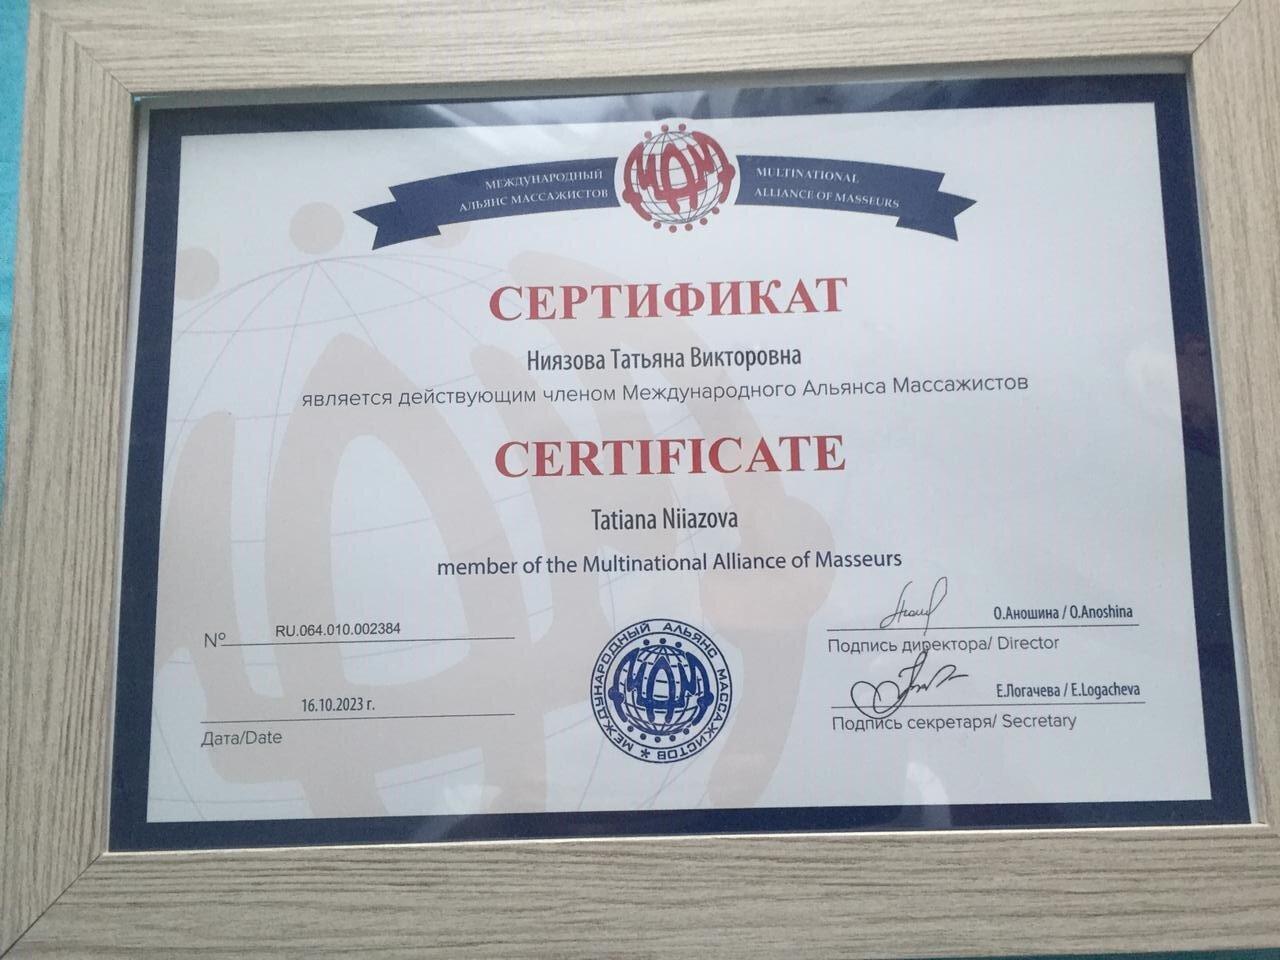 МЕЖДУНАРОДНЫЙ
АЛЬЯНС МАССАЖИСТОВ
МАМ
MULTINATIONAL
ALLIANCE OF MASSEURS
СЕРТИФИКАТ
Ниязова Татьяна Викторовна
является действующим членом Международного Альянса Массажистов
CERTIFICATE
Tatiana Niiazova
member of the Multinational Alliance of Masseurs
№ RU.064.010.002384
16.10.2023 г.
Дата/Date
МЕЖДУНАРОДНЫЙ АЛЬЯНС МАССАЖИСТОВ *
МАМ
О.Аношина / O.Anoshina
Подпись директора/ Director
Е.Логачева / E.Logacheva
Подпись секретаря/ Secretary